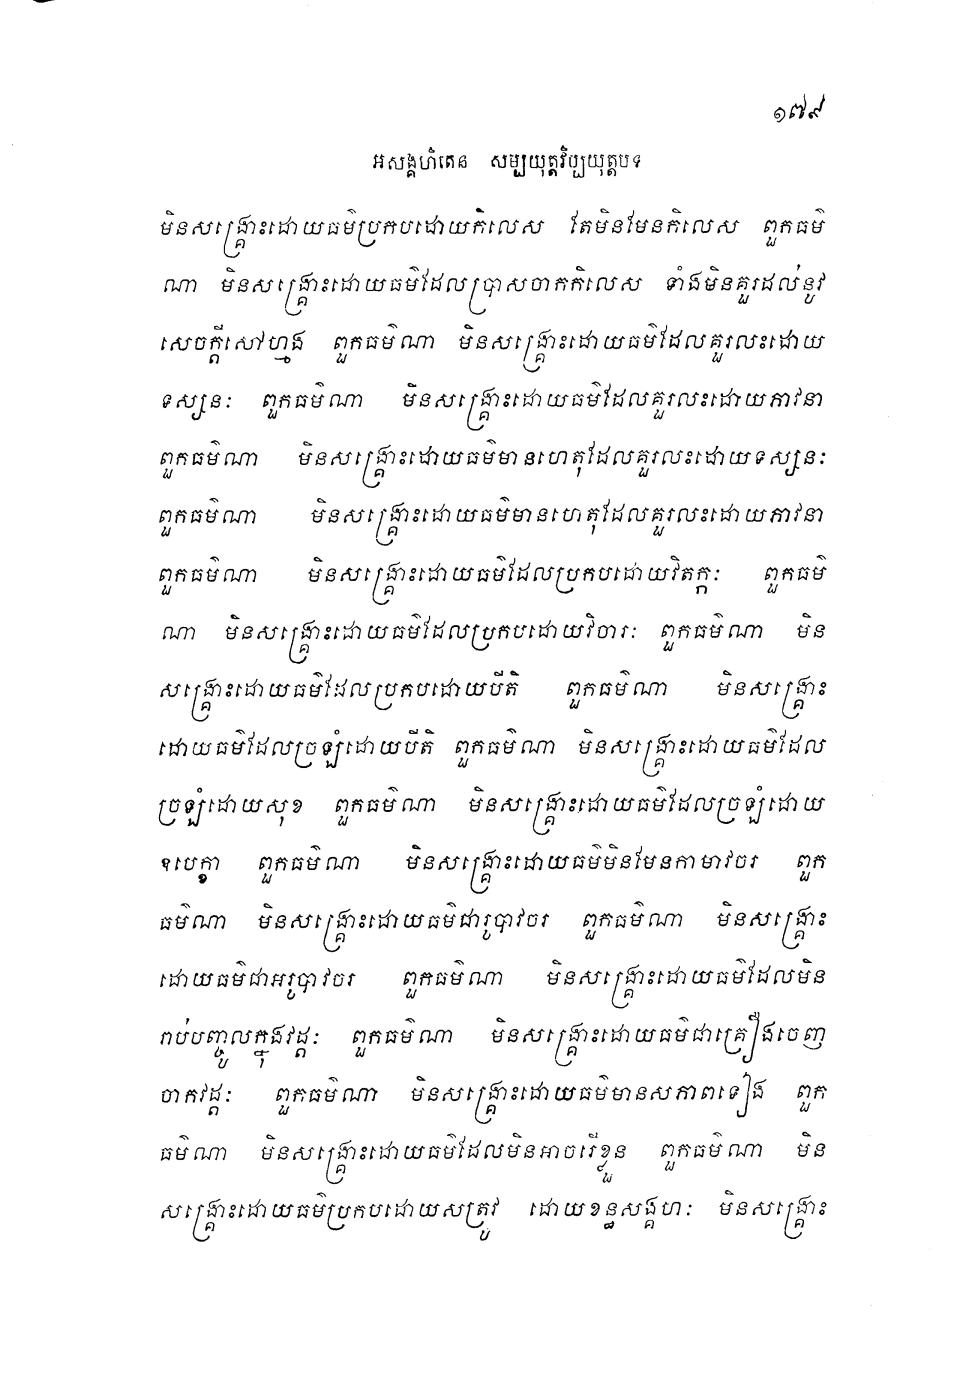 ១៧៩
អសង្គហិតេន សម្បយុត្តវិប្បយុត្តបទ
មិនសង្គ្រោះដោយធម៌ប្រកបដោយកិលេស តែមិនមែនកិលេស ពួកធម៌
ណា មិនសង្គ្រោះដោយធម៌ដែលប្រាសចាកកិលេស ទាំងមិនគួរដល់នូវ
សេចក្តីសៅហ្មង ពួកធម៌ណា មិនសង្គ្រោះដោយធម៌ដែលគួរលះដោយ
ទស្សនៈ ពួកធម៌ណា មិនសង្គ្រោះដោយធម៌ដែលគួរលះដោយភាវនា
ពួកធម៌ណា មិនសង្គ្រោះដោយធម៌មានហេតុដែលគួរលះដោយទស្សនៈ
ពួកធម៌ណា មិនសង្គ្រោះដោយធម៌មានហេតុដែលគួរលះដោយភាវនា
ពួកធម៌ណា មិនសង្គ្រោះដោយធម៌ដែលប្រកបដោយវិតក្កៈ ពួកធម៌
ណា មិនសង្គ្រោះដោយធម៌ដែលប្រកបដោយវិចារៈ ពួកធម៌ណា មិន
សង្គ្រោះដោយធម៌ដែលប្រកបដោយបីតិ ពួកធម៌ណា មិនសង្គ្រោះ
ដោយធម៌ដែលច្រឡំដោយបីតិ ពួកធម៌ណា មិនសង្គ្រោះដោយធម៌ដែល
ច្រឡំដោយសុខ ពួកធម៌ណា មិនសង្គ្រោះដោយធម៌ដែលច្រឡំដោយ
ឧបេក្ខា ពួកធម៌ណា មិនសង្គ្រោះដោយធម៌មិនមែនកាមាវចរ ពួក
ធម៌ណា មិនសង្គ្រោះដោយធម៌ជារូបាវចរ ពួកធម៌ណា មិនសង្គ្រោះ
ដោយធម៌ជាអរូបាវចរ ពួកធម៌ណា មិនសង្គ្រោះដោយធម៌ដែលមិន
រាប់បញ្ចូលក្នុងវដ្តៈ ពួកធម៌ណា មិនសង្គ្រោះដោយធម៌ជាគ្រឿងចេញ
ចាកវដ្តៈ ពួកធម៌ណា មិនសង្គ្រោះដោយធម៌មានសភាពទៀង ពួក
ធម៌ណា មិនសង្គ្រោះដោយធម៌ដែលមិនអាចរើខ្លួន ពួកធម៌ណា មិន
សង្គ្រោះដោយធម៌ប្រកបដោយសត្រូវ ដោយខន្ធសង្គហៈ មិនសង្គ្រោះ